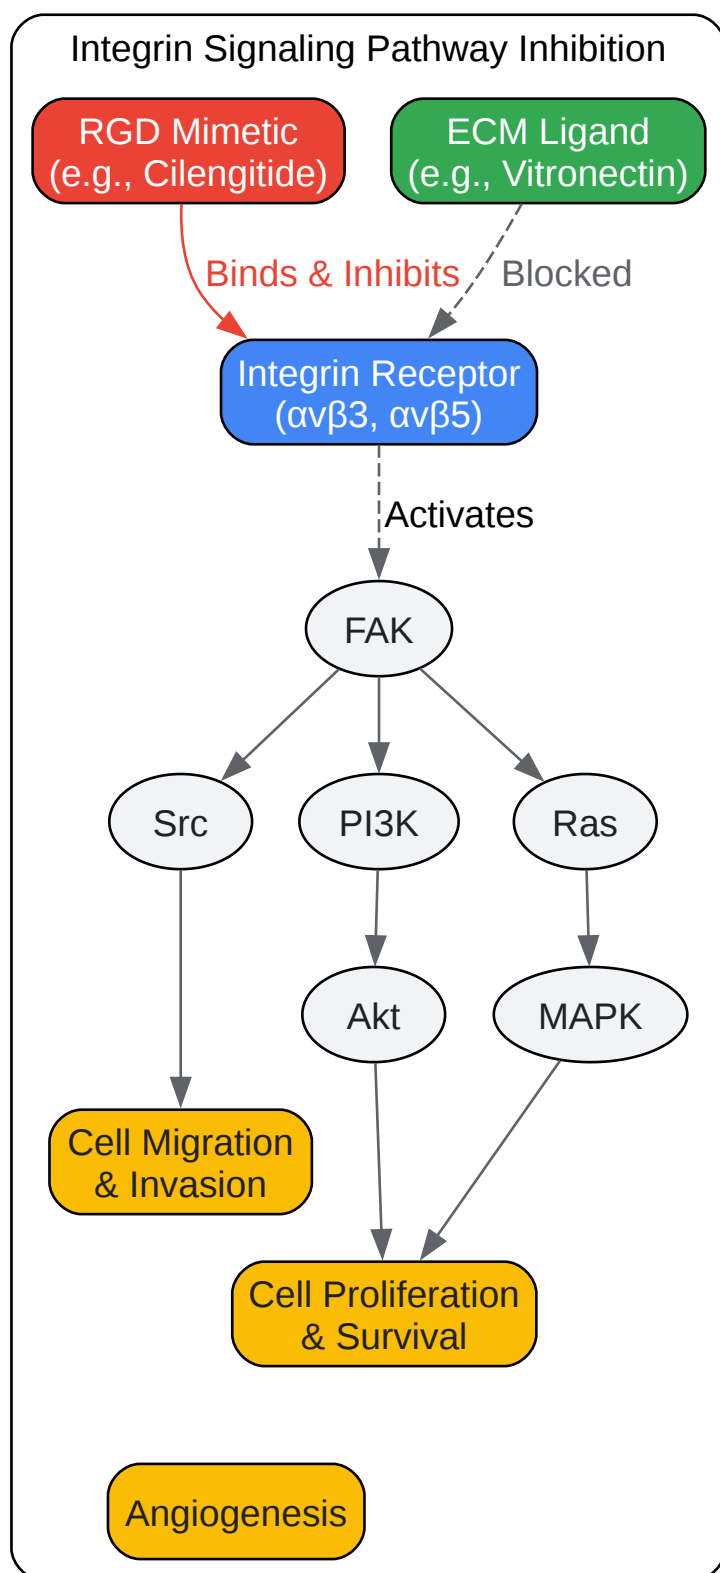 Integrin Signaling Pathway Inhibition
RGD Mimetic
(e.g., Cilengitide)
ECM Ligand
(e.g., Vitronectin)
Binds & Inhibits
Blocked
Integrin Receptor
(αvβ3, αvβ5)
Activates
FAK
Src
PI3K
Ras
Akt
MAPK
Cell Migration
& Invasion
Cell Proliferation
& Survival
Angiogenesis